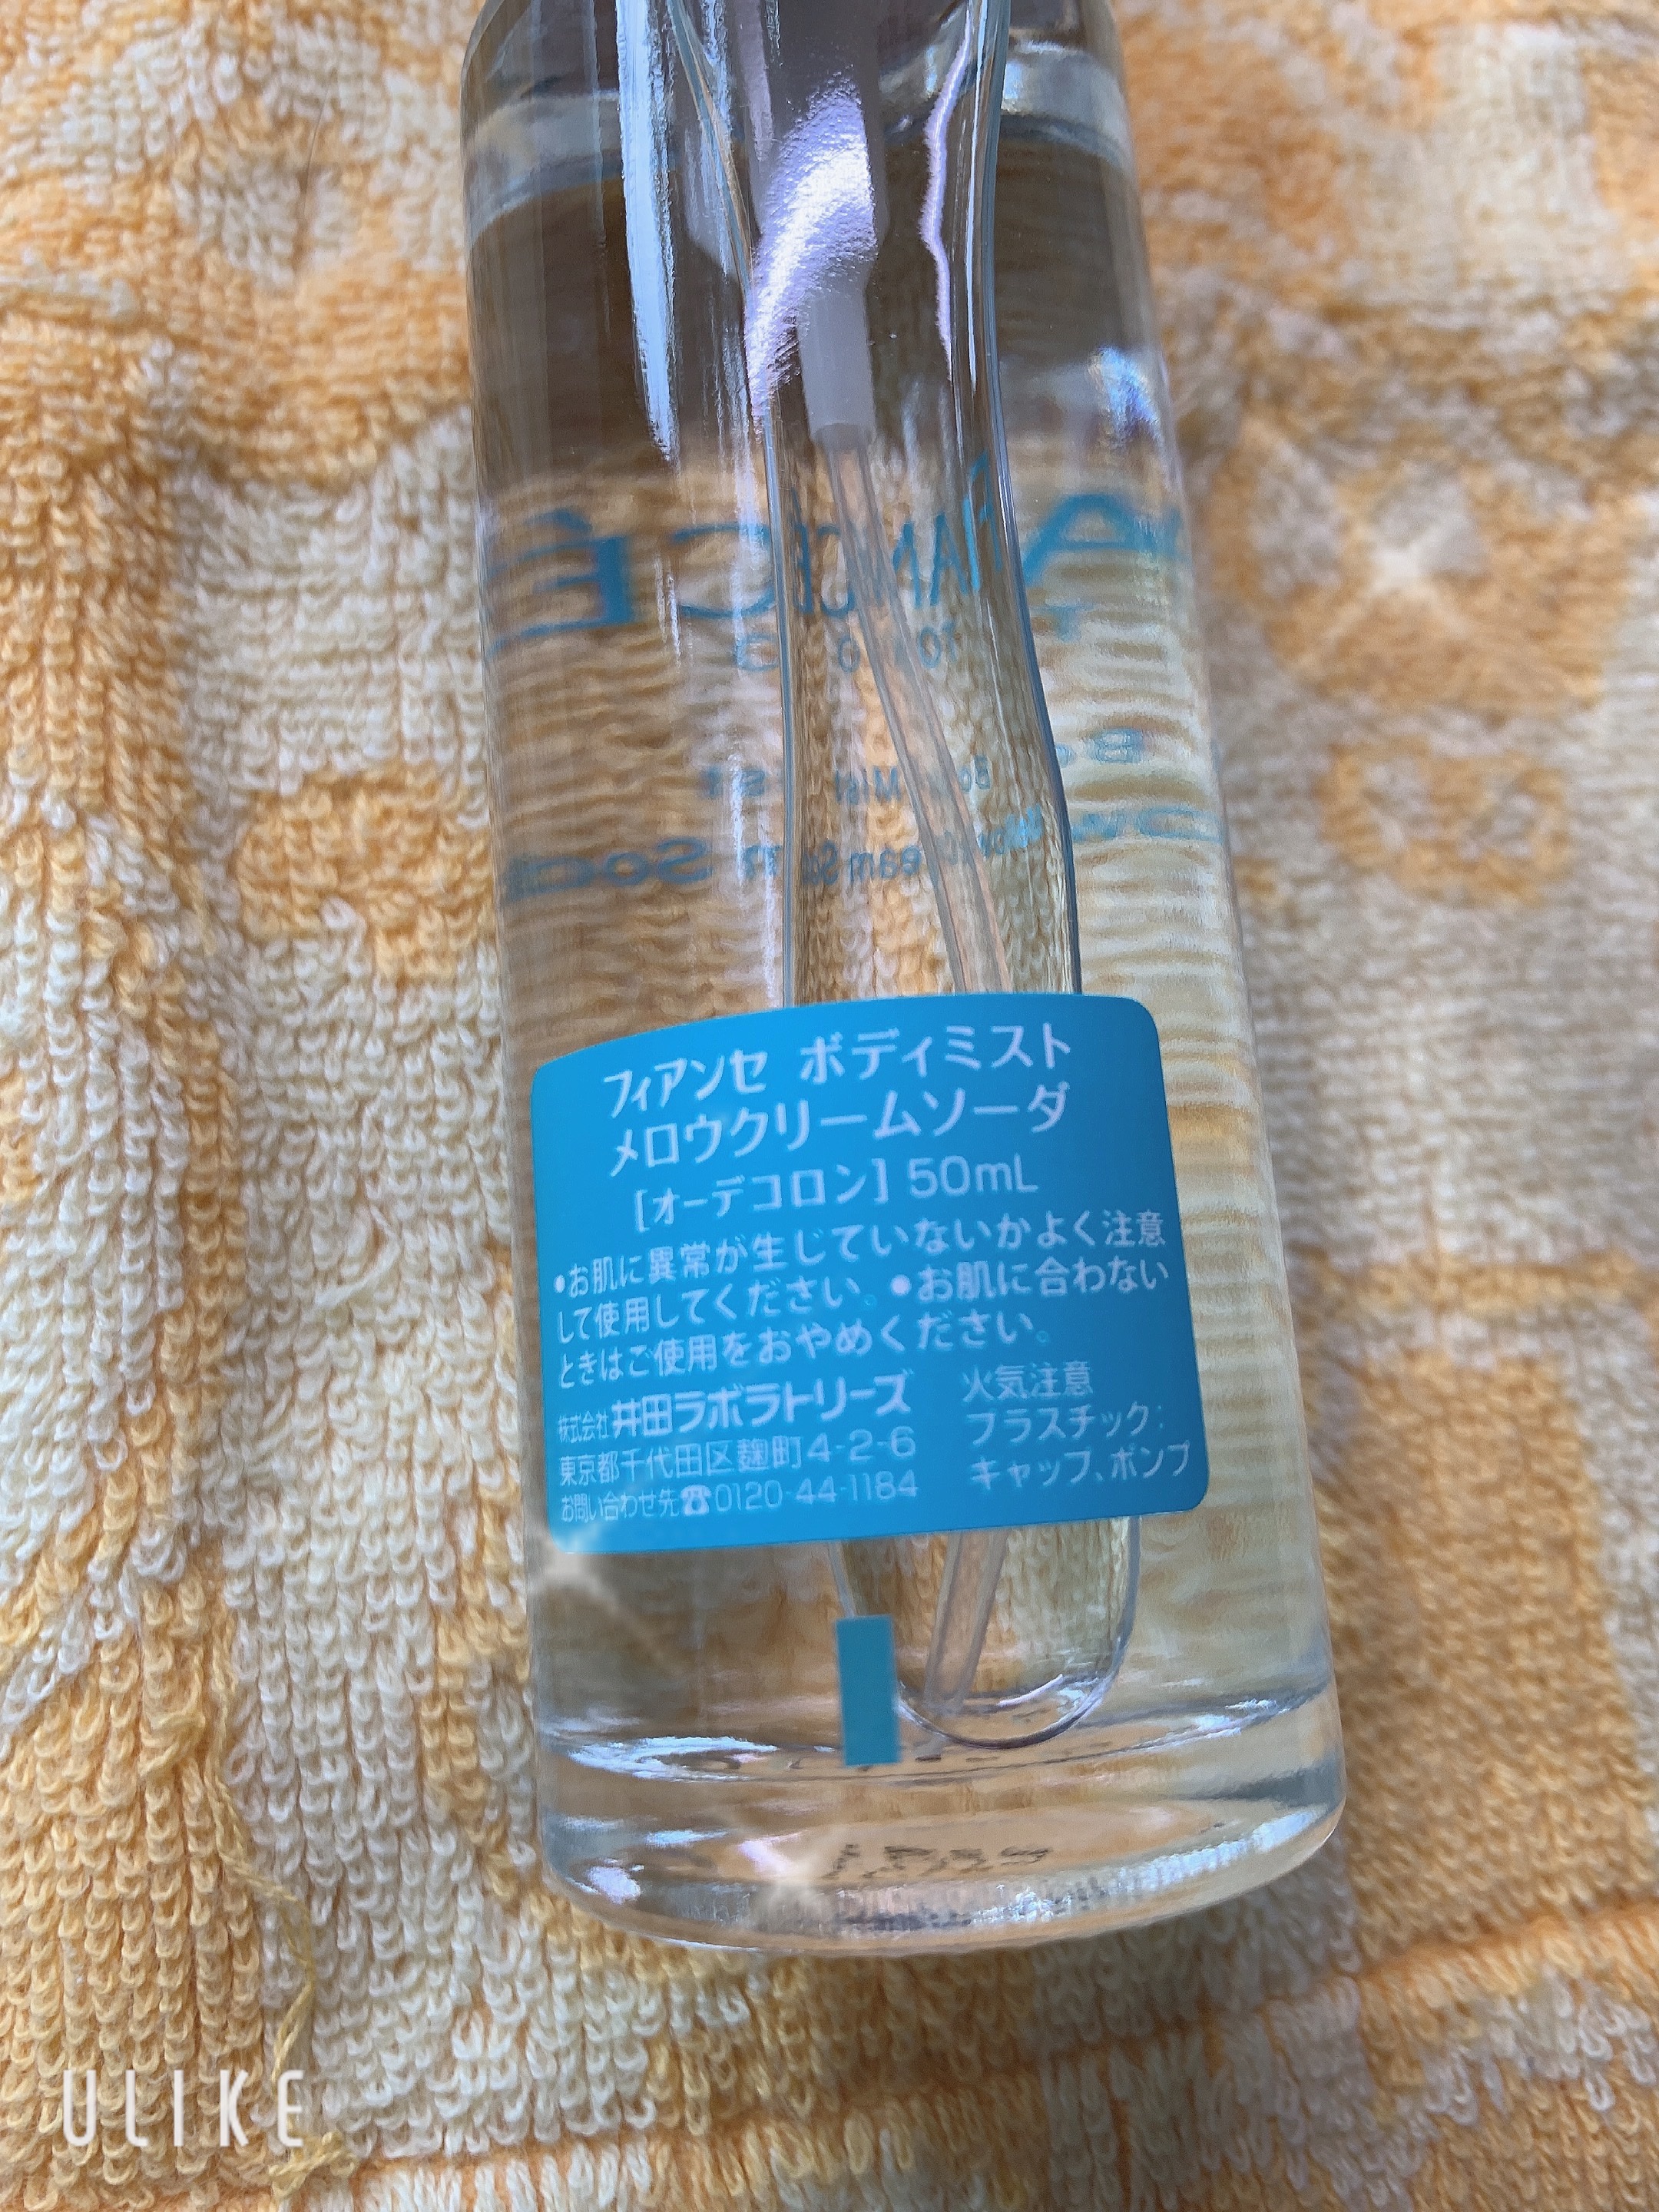 フィアンセ ボディミスト
メロウクリームソーダ
[オーデコロン] 50mL
●お肌に異常が生じていないかよく注意
して使用してください。●お肌に合わない
ときはご使用をおやめください。
株式会社井田ラボラトリーズ
東京都千代田区麹町4-2-6
お問い合わせ先☎0120-44-1184
火気注意
プラスチック:
キャップ、ポンプ
ULIKE